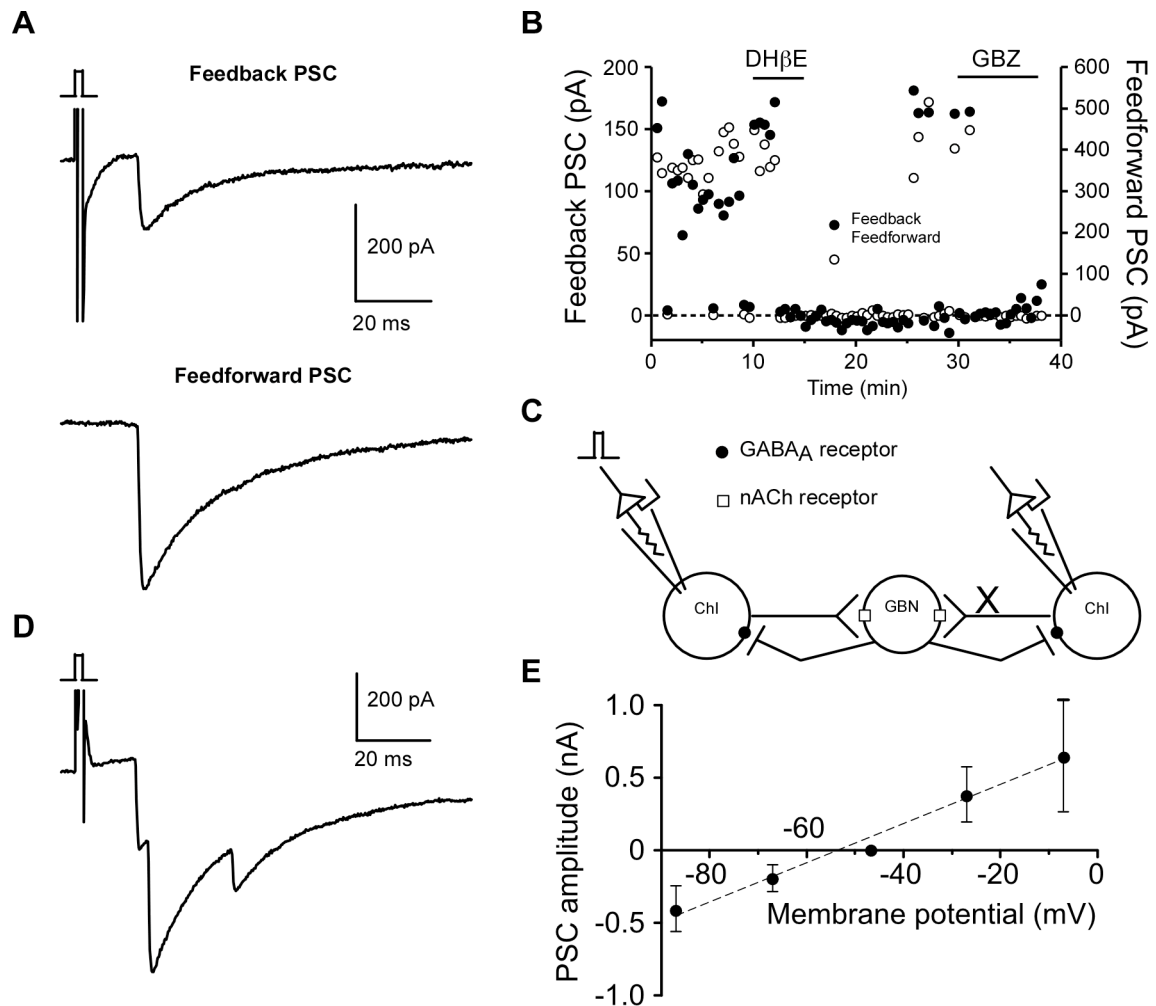 A
Feedback PSC
200 pA
20 ms
Feedforward PSC
B
DHβE
GBZ
Feedback PSC (pA)
200
150
100
50
0
Feedforward PSC (pA)
600
500
400
300
200
100
0
Feedback
Feedforward
0
10
20
30
40
Time (min)
C
GABAA receptor
nACh receptor
ChI
GBN
X
ChI
D
200 pA
20 ms
E
PSC amplitude (nA)
1.0
0.5
0
-0.5
-1.0
-80
-60
-40
-20
0
Membrane potential (mV)